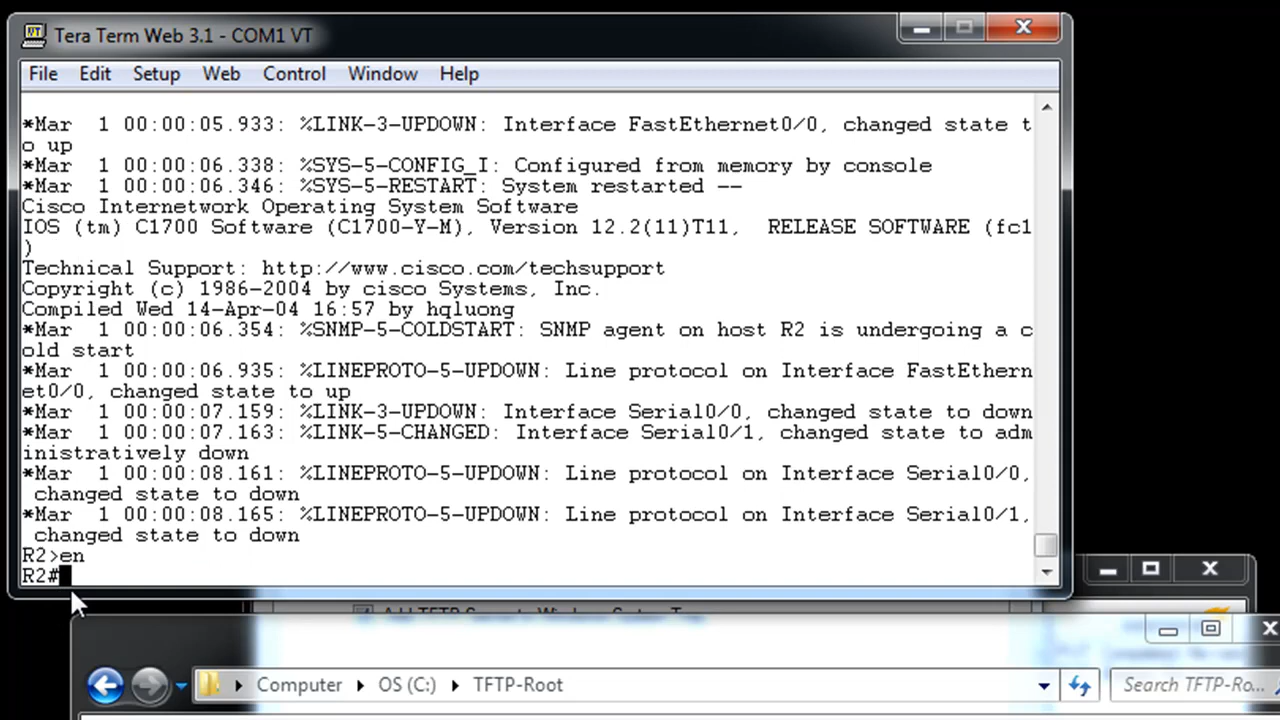 Tera Term Web 3.1 - COM1 VT
File Edit Setup Web Control Window Help
*Mar  1 00:00:05.933: %LINK-3-UPDOWN: Interface FastEthernet0/0, changed state t
o up
*Mar  1 00:00:06.338: %SYS-5-CONFIG_I: Configured from memory by console
*Mar  1 00:00:06.346: %SYS-5-RESTART: System restarted --
Cisco Internetwork Operating System Software
IOS (tm) C1700 Software (C1700-Y-M), Version 12.2(11)T11,  RELEASE SOFTWARE (fc1
)
Technical Support: http://www.cisco.com/techsupport
Copyright (c) 1986-2004 by cisco Systems, Inc.
Compiled Wed 14-Apr-04 16:57 by hqluong
*Mar  1 00:00:06.354: %SNMP-5-COLDSTART: SNMP agent on host R2 is undergoing a c
old start
*Mar  1 00:00:06.935: %LINEPROTO-5-UPDOWN: Line protocol on Interface FastEthern
et0/0, changed state to up
*Mar  1 00:00:07.159: %LINK-3-UPDOWN: Interface Serial0/0, changed state to down
*Mar  1 00:00:07.163: %LINK-5-CHANGED: Interface Serial0/1, changed state to adm
inistratively down
*Mar  1 00:00:08.161: %LINEPROTO-5-UPDOWN: Line protocol on Interface Serial0/0,
 changed state to down
*Mar  1 00:00:08.165: %LINEPROTO-5-UPDOWN: Line protocol on Interface Serial0/1,
 changed state to down
R2>en
R2#
Computer OS (C:) TFTP-Root Search TFTP-Ro...